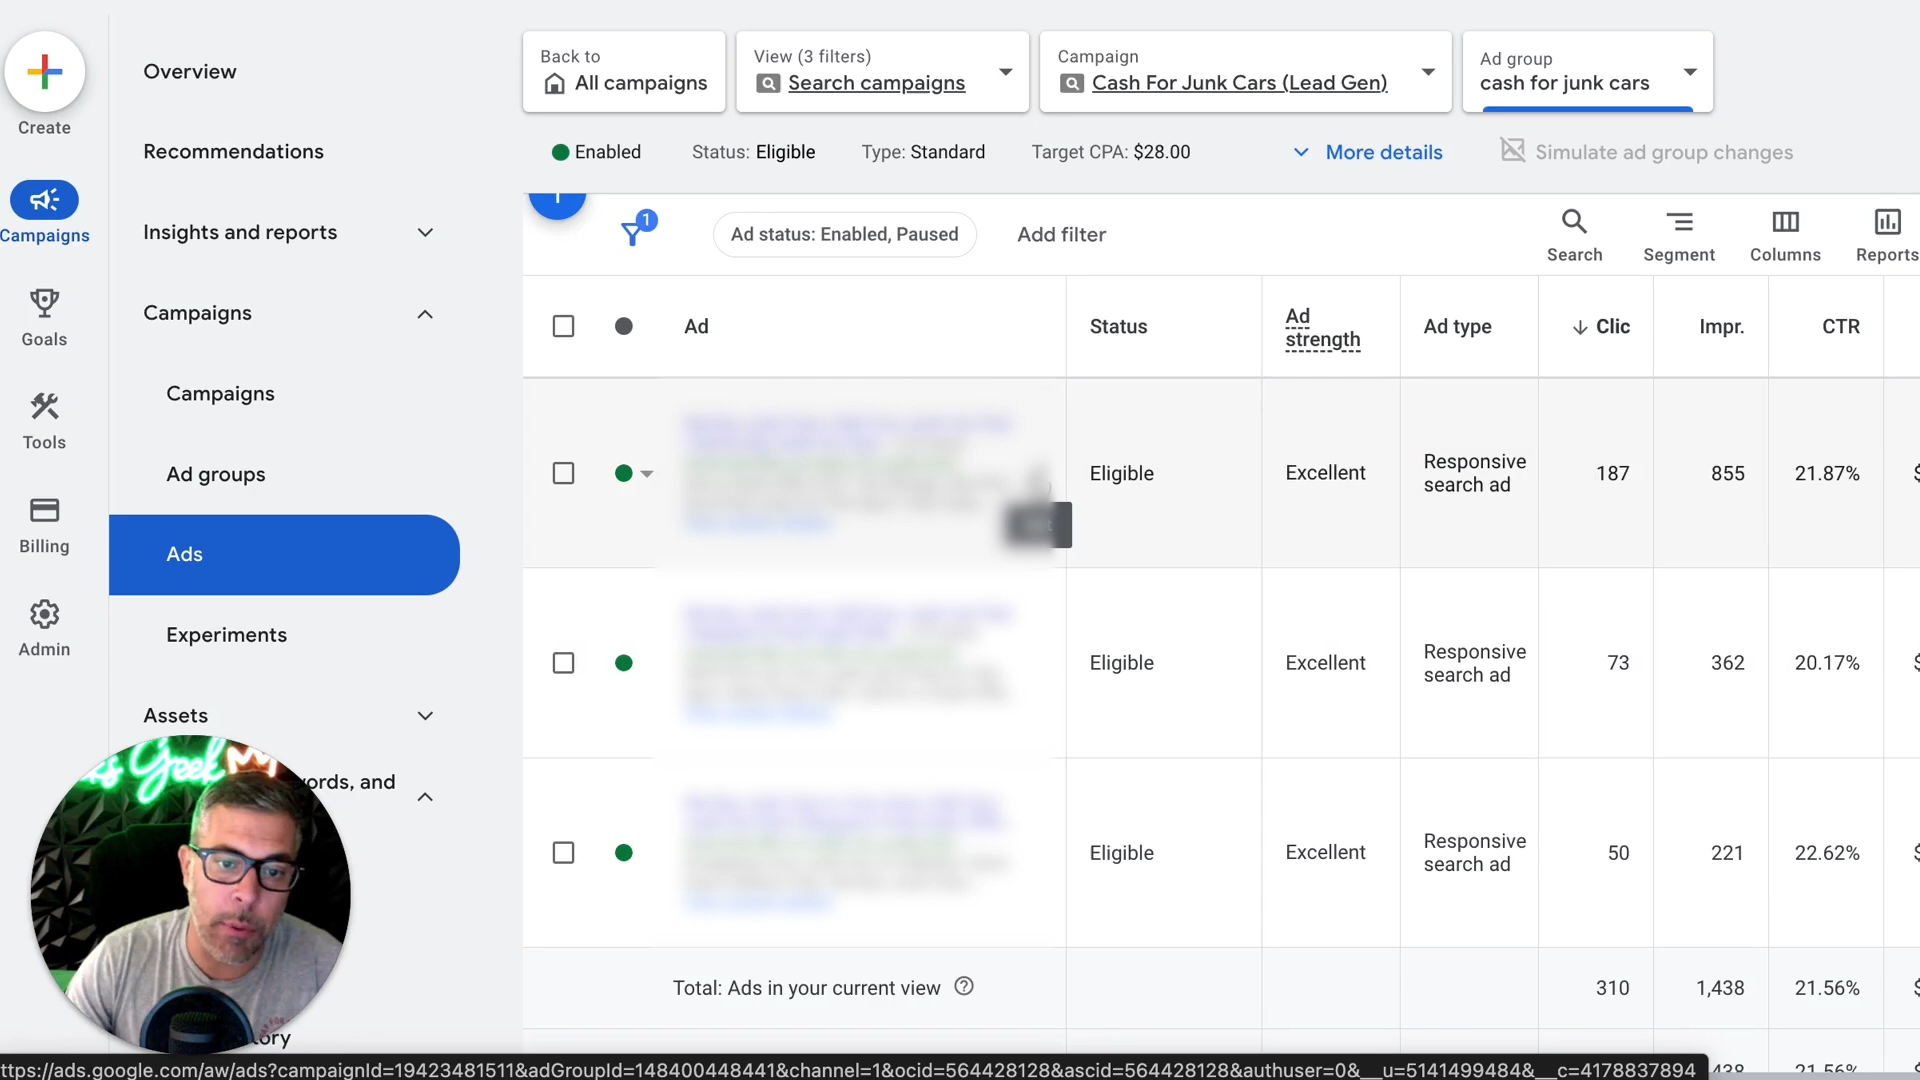 Create
Campaigns
Goals
Tools
Billing
Admin
Overview
Recommendations
Insights and reports
Campaigns
Campaigns
Ad groups
Ads
Experiments
Assets
ords, and
Geek
Back to
All campaigns
View (3 filters)
Search campaigns
Campaign
Cash For Junk Cars (Lead Gen)
Ad group
cash for junk cars
Enabled
Status: Eligible
Type: Standard
Target CPA: $28.00
More details
Simulate ad group changes
1
Ad status: Enabled, Paused
Add filter
Search
Segment
Columns
Reports
Ad
Status
Ad
strength
Ad type
Clic
Impr.
CTR
Eligible
Excellent
Responsive
search ad
187
855
21.87%
Eligible
Excellent
Responsive
search ad
73
362
20.17%
Eligible
Excellent
Responsive
search ad
50
221
22.62%
Total: Ads in your current view
310
1,438
21.56%
ttps://ads.google.com/aw/ads?campaignId=19423481511&adGroupId=148400448441&channel=1&ocid=564428128&ascid=564428128&authuser=0&__u=5141499484&__c=4178837894